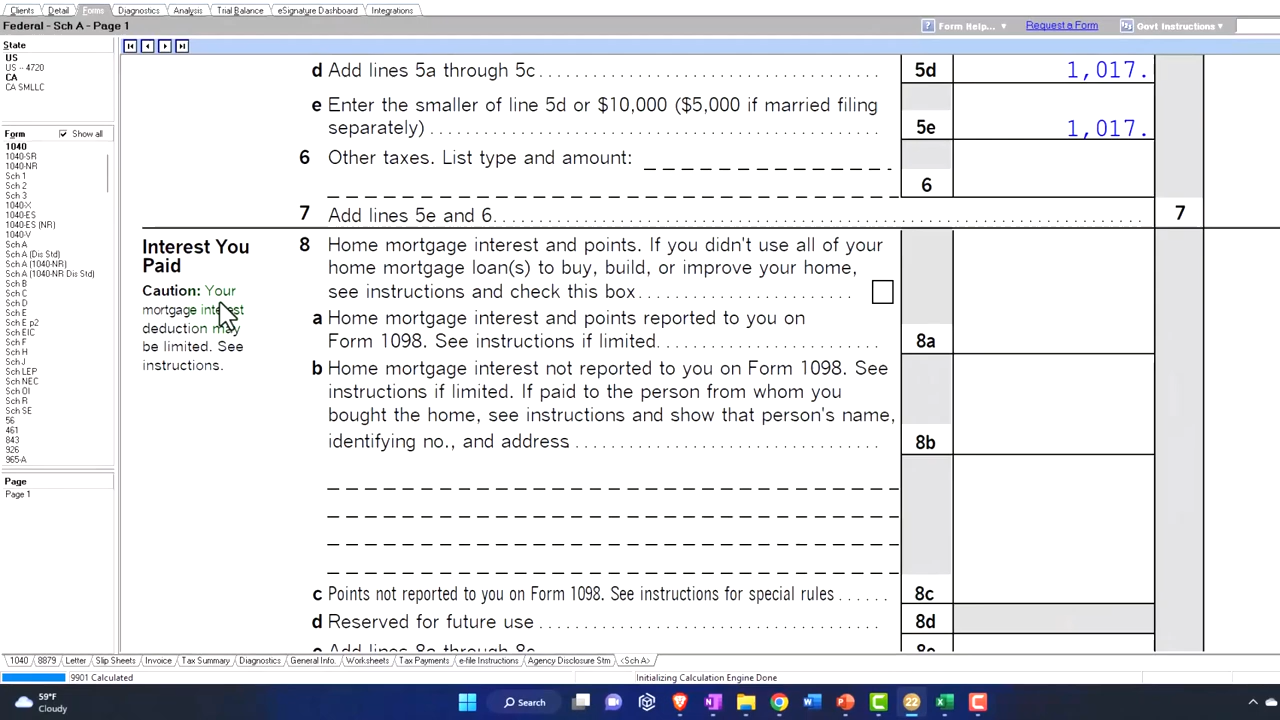 Clients Detail Forms Diagnostics Analysis Trial Balance eSignature Dashboard Integrations
Federal - Sch A - Page 1
Form Help... Request a Form Govt Instructions
State
US
US -- 4720
CA
CA SMLLC
Form Show all
1040
1040-SR
1040-NR
Sch 1
Sch 2
Sch 3
1040-X
1040-ES
1040-ES (NR)
1040-V
Sch A
Sch A (Dis Std)
Sch A (1040-NR)
Sch A (1040-NR Dis Std)
Sch B
Sch C
Sch D
Sch E
Sch E p2
Sch EIC
Sch F
Sch H
Sch J
Sch LEP
Sch NEC
Sch OI
Sch R
Sch SE
56
461
843
926
965-A
Page
Page 1
d Add lines 5a through 5c 5d 1,017.
e Enter the smaller of line 5d or $10,000 ($5,000 if married filing
separately) 5e 1,017.
6 Other taxes. List type and amount:
6
7 Add lines 5e and 6 7
Interest You
Paid
Caution: Your
mortgage interest
deduction may
be limited. See
instructions.
8 Home mortgage interest and points. If you didn't use all of your
home mortgage loan(s) to buy, build, or improve your home,
see instructions and check this box
a Home mortgage interest and points reported to you on
Form 1098. See instructions if limited. 8a
b Home mortgage interest not reported to you on Form 1098. See
instructions if limited. If paid to the person from whom you
bought the home, see instructions and show that person's name,
identifying no., and address 8b
c Points not reported to you on Form 1098. See instructions for special rules 8c
d Reserved for future use 8d
e Add lines 8a through 8c 8e
1040 8879 Letter Slip Sheets Invoice Tax Summary Diagnostics General Info. Worksheets Tax Payments e-file Instructions Agency Disclosure Stm <Sch A>
9901 Calculated Initializing Calculation Engine Done
59°F
Cloudy
Search
22